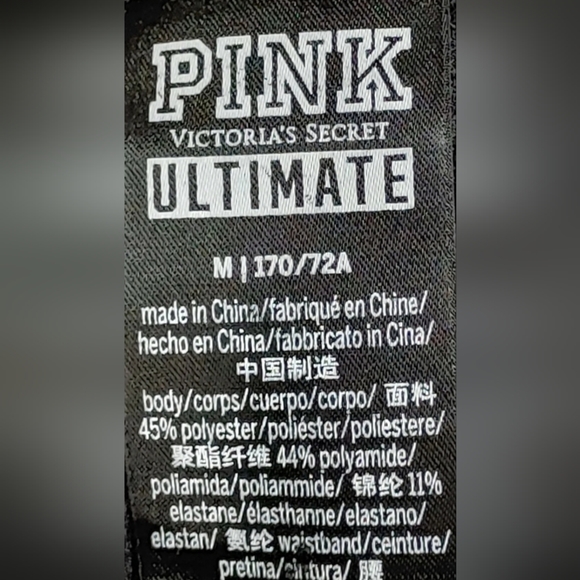 PINK
VICTORIA'S SECRET
ULTIMATE
M | 170/72A
made in China/fabriqué en Chine/
hecho en China/fabbricato in Cina/
中国制造
body/corps/cuerpo/corpo/ 面料
45% polyester/poliéster/poliestere/
聚酯纤维 44% polyamide/
poliamida/poliammide/ 锦纶 11%
elastane/élasthanne/elastano/
elastan/ 氨纶 waistband/ceinture/
pretina/cintura/ 腰